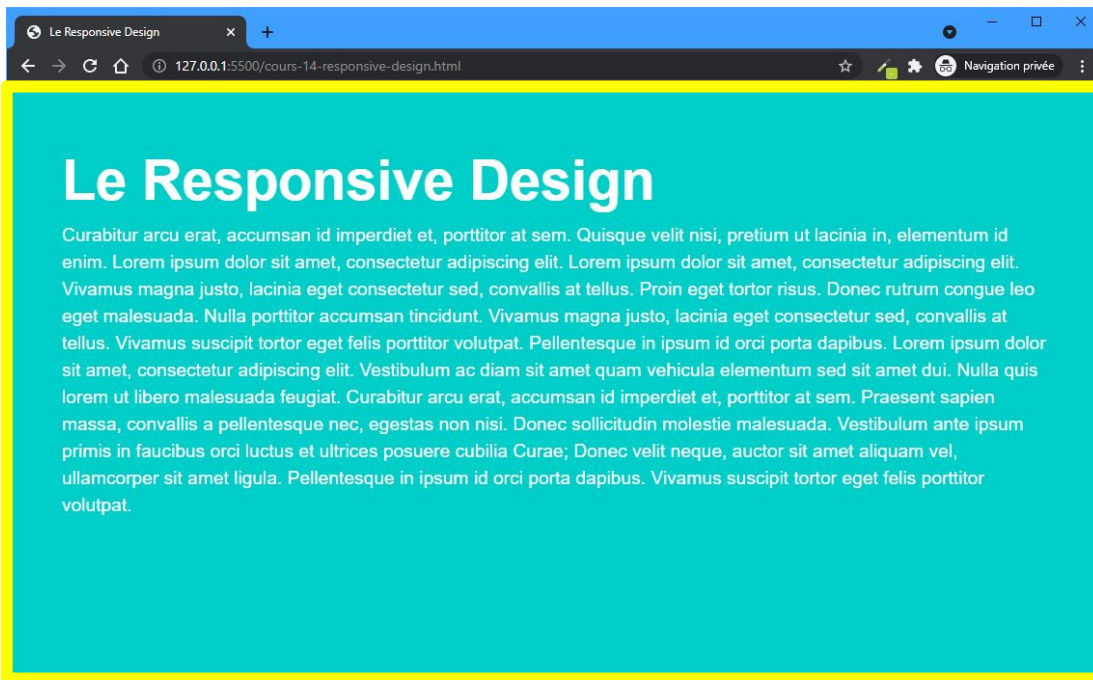 Le Responsive Design
127.0.0.1:5500/cours-14-responsive-design.html
Navigation privée
Le Responsive Design
Curabitur arcu erat, accumsan id imperdiet et, porttitor at sem. Quisque velit nisi, pretium ut lacinia in, elementum id
enim. Lorem ipsum dolor sit amet, consectetur adipiscing elit. Lorem ipsum dolor sit amet, consectetur adipiscing elit.
Vivamus magna justo, lacinia eget consectetur sed, convallis at tellus. Proin eget tortor risus. Donec rutrum congue leo
eget malesuada. Nulla porttitor accumsan tincidunt. Vivamus magna justo, lacinia eget consectetur sed, convallis at
tellus. Vivamus suscipit tortor eget felis porttitor volutpat. Pellentesque in ipsum id orci porta dapibus. Lorem ipsum dolor
sit amet, consectetur adipiscing elit. Vestibulum ac diam sit amet quam vehicula elementum sed sit amet dui. Nulla quis
lorem ut libero malesuada feugiat. Curabitur arcu erat, accumsan id imperdiet et, porttitor at sem. Praesent sapien
massa, convallis a pellentesque nec, egestas non nisi. Donec sollicitudin molestie malesuada. Vestibulum ante ipsum
primis in faucibus orci luctus et ultrices posuere cubilia Curae; Donec velit neque, auctor sit amet aliquam vel,
ullamcorper sit amet ligula. Pellentesque in ipsum id orci porta dapibus. Vivamus suscipit tortor eget felis porttitor
volutpat.